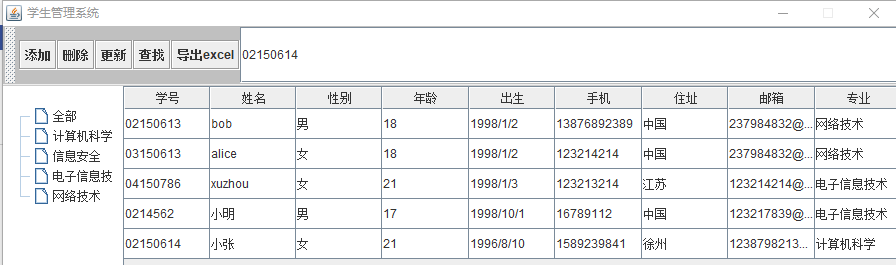 学生管理系统
添加 删除 更新 查找 导出excel 02150614
全部
计算机科学
信息安全
电子信息技
网络技术
学号 姓名 性别 年龄 出生 手机 住址 邮箱 专业
02150613 bob 男 18 1998/1/2 13876892389 中国 237984832@... 网络技术
03150613 alice 女 18 1998/1/2 123214214 中国 237984832@... 网络技术
04150786 xuzhou 女 21 1998/1/3 123213214 江苏 123214214@... 电子信息技术
0214562 小明 男 17 1998/10/1 16789112 中国 123217839@... 电子信息技术
02150614 小张 女 21 1996/8/10 1589239841 徐州 1238798213... 计算机科学